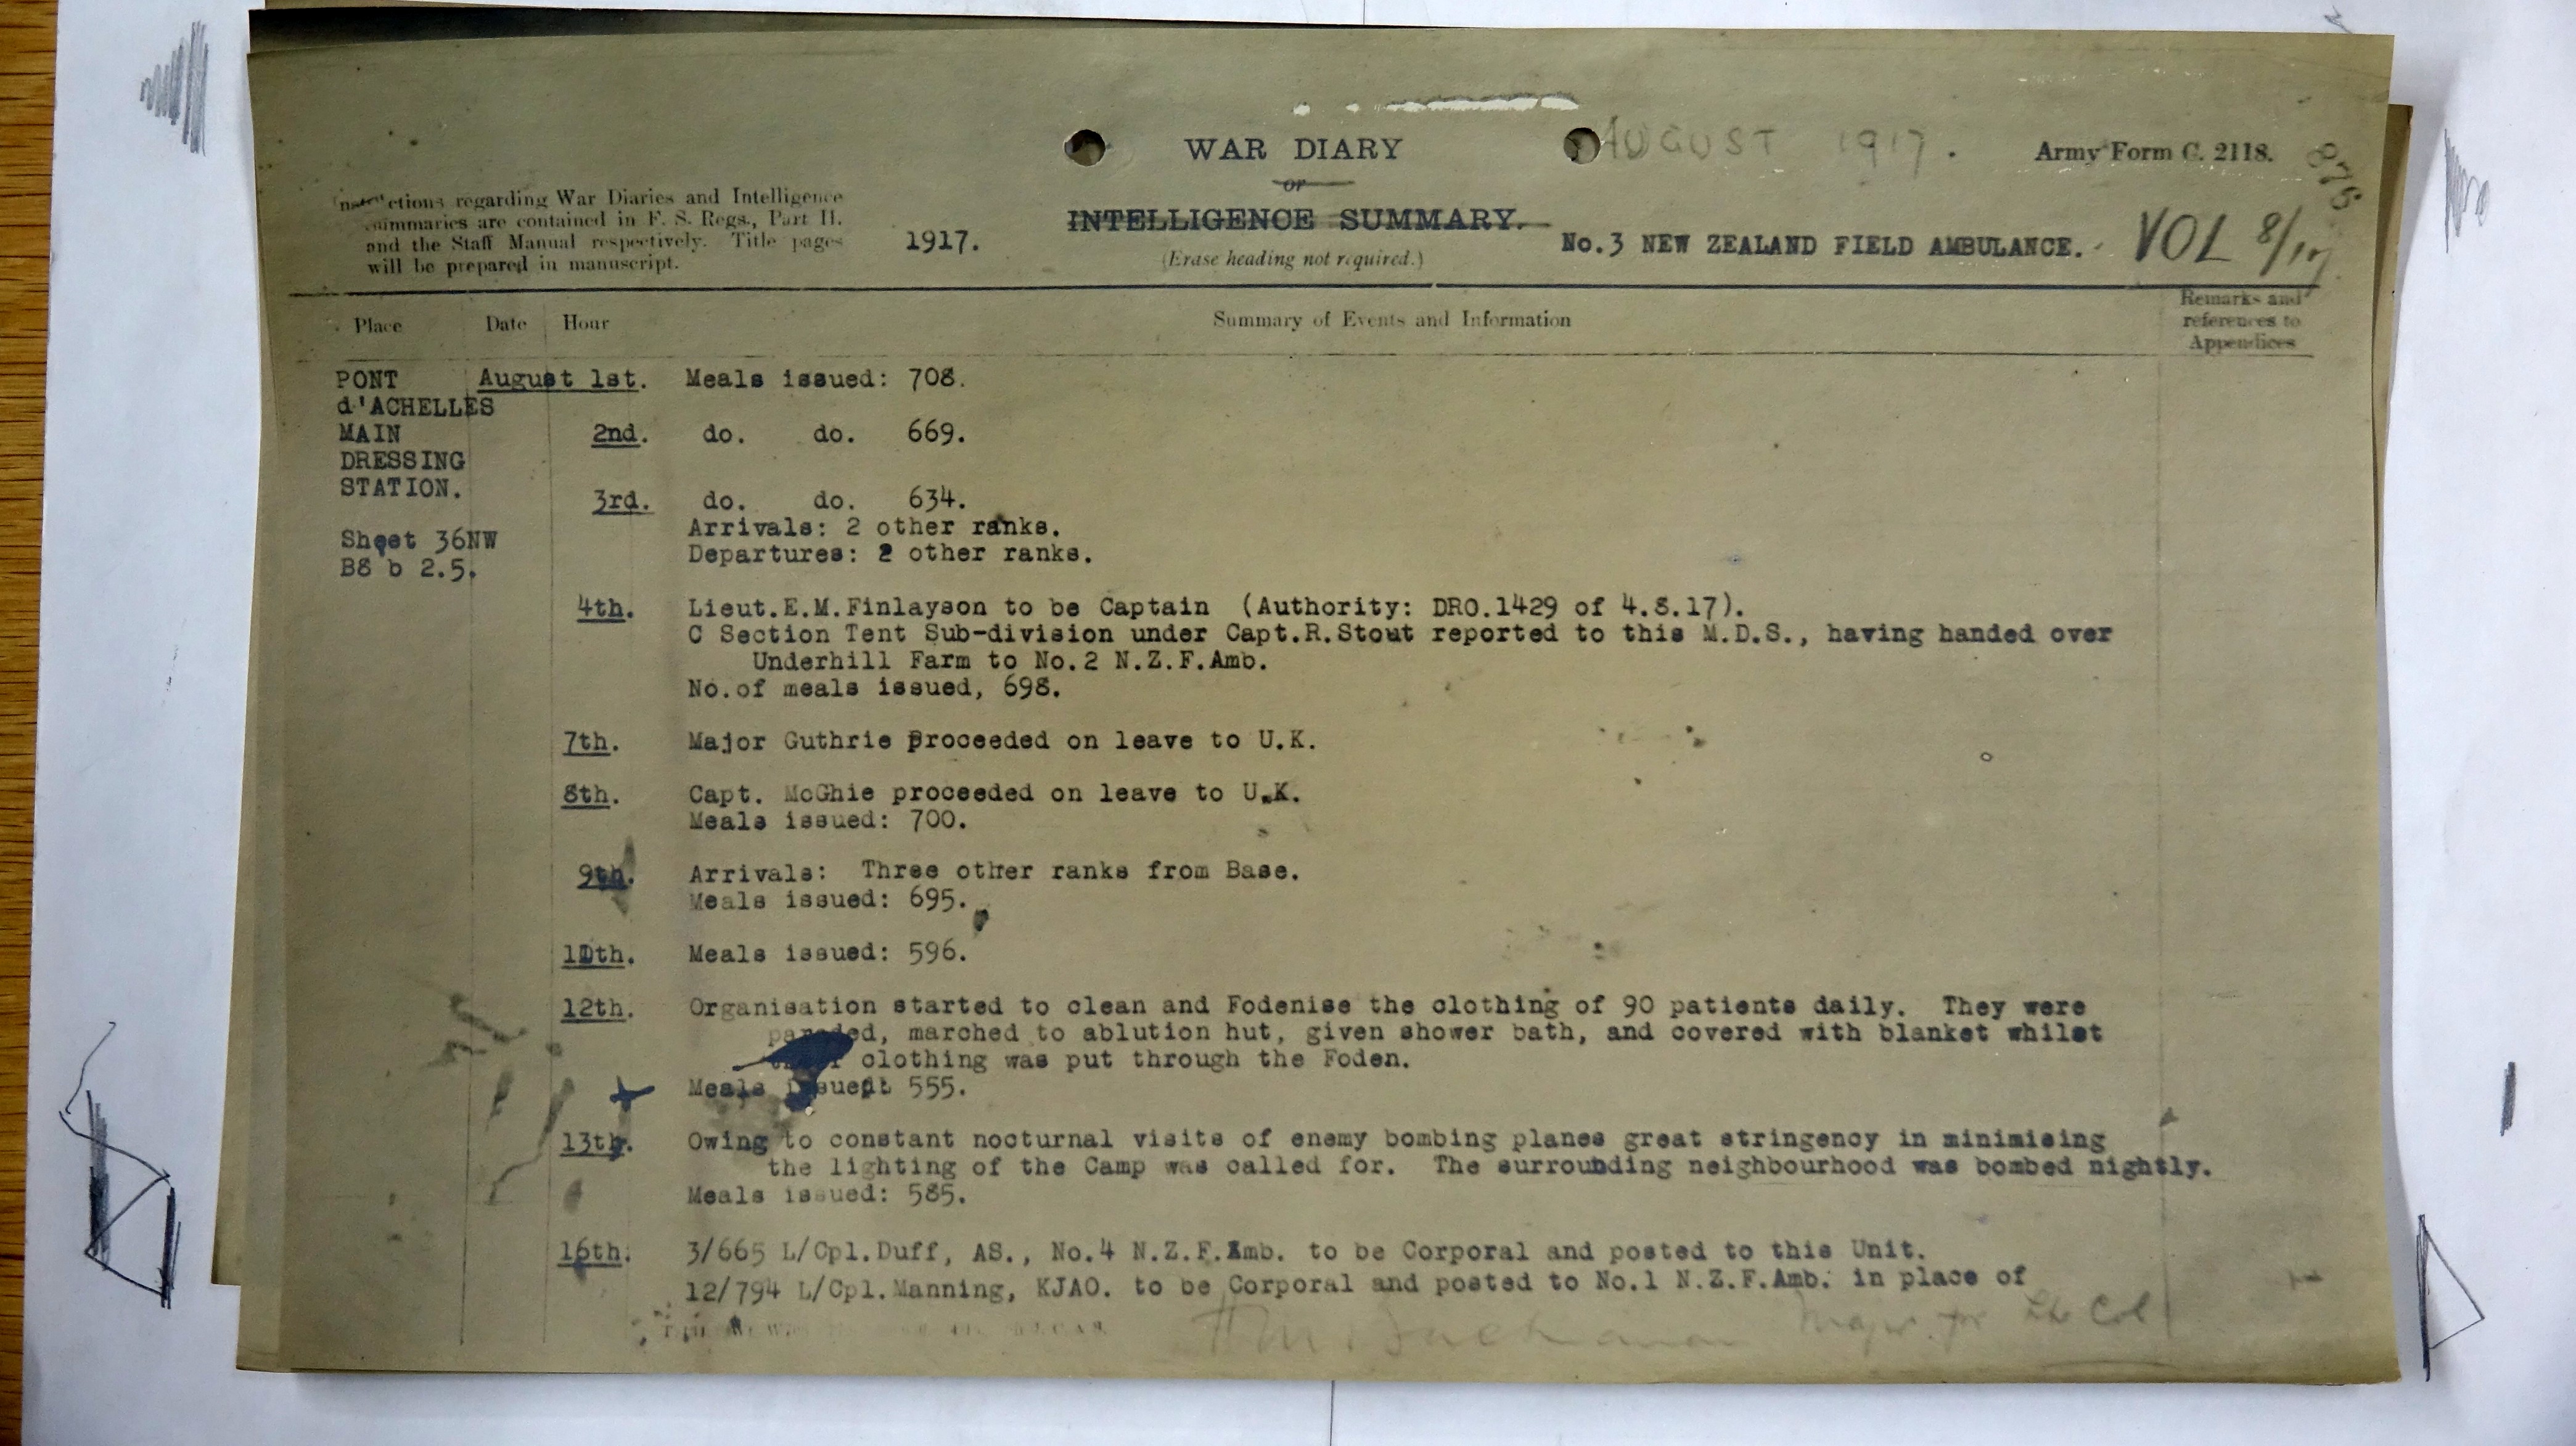 WAR DIARY
or
INTELLIGENCE SUMMARY.
(Erase heading not required.)
AUGUST 1917.
Army Form C. 2118.
875
Instructions regarding War Diaries and Intelligence
Summaries are contained in F. S. Regs., Part II.
and the Staff Manual respectively. Title pages
will be prepared in manuscript.
1917.
No.3 NEW ZEALAND FIELD AMBULANCE.
VOL 8/17
Place Date Hour Summary of Events and Information
Remarks and
references to
Appendices
PONT
d'ACHELLES
MAIN
DRESSING
STATION.
Sheet 36NW
B8 b 2.5.
August 1st. Meals issued: 708.
2nd. do. do. 669.
3rd. do. do. 634.
Arrivals: 2 other ranks.
Departures: 2 other ranks.
4th. Lieut.E.M.Finlayson to be Captain (Authority: DRO.1429 of 4.8.17).
C Section Tent Sub-division under Capt.R.Stout reported to this M.D.S., having handed over
Underhill Farm to No.2 N.Z.F.Amb.
No.of meals issued, 698.
7th. Major Guthrie proceeded on leave to U.K.
8th. Capt. McGhie proceeded on leave to U.K.
Meals issued: 700.
9th. Arrivals: Three other ranks from Base.
Meals issued: 695.
10th. Meals issued: 596.
12th. Organisation started to clean and Fodenise the clothing of 90 patients daily. They were
paraded, marched to ablution hut, given shower bath, and covered with blanket whilst
their clothing was put through the Foden.
Meals issued: 555.
13th. Owing to constant nocturnal visits of enemy bombing planes great stringency in minimising
the lighting of the Camp was called for. The surrounding neighbourhood was bombed nightly.
Meals issued: 585.
16th. 3/665 L/Cpl.Duff, AS., No.4 N.Z.F.Amb. to be Corporal and posted to this Unit.
12/794 L/Cpl.Manning, KJAO. to be Corporal and posted to No.1 N.Z.F.Amb. in place of
Buchanan Major for Lt Col